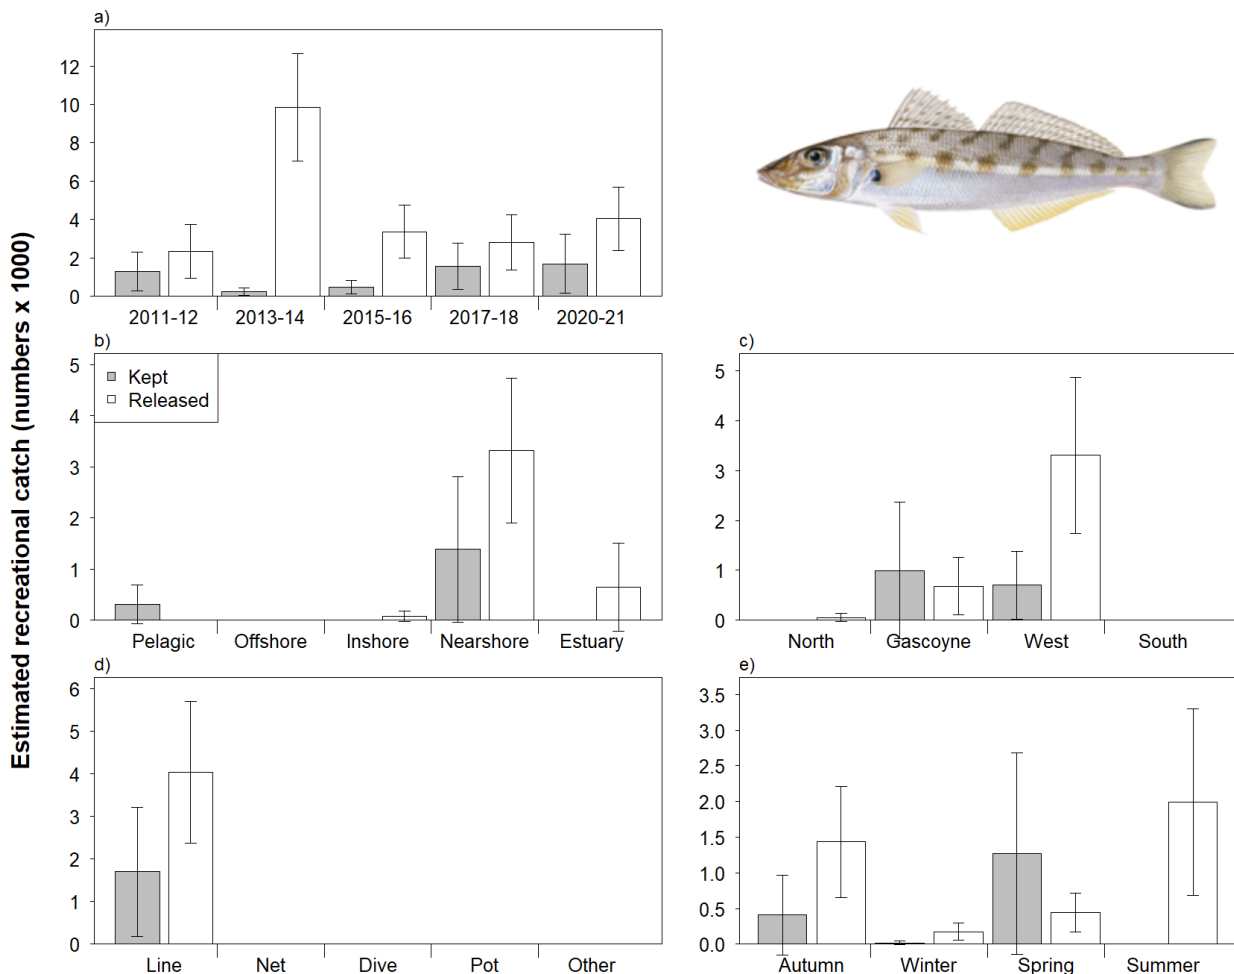 Estimated recreational catch (numbers x 1000)
a)
12
10
8
6
4
2
0
2011-12 2013-14 2015-16 2017-18 2020-21
b)
Kept
Released
5
4
3
2
1
0
Pelagic Offshore Inshore Nearshore Estuary
c)
5
4
3
2
1
0
North Gascoyne West South
d)
6
5
4
3
2
1
0
Line Net Dive Pot Other
e)
3.5
3.0
2.5
2.0
1.5
1.0
0.5
0.0
Autumn Winter Spring Summer